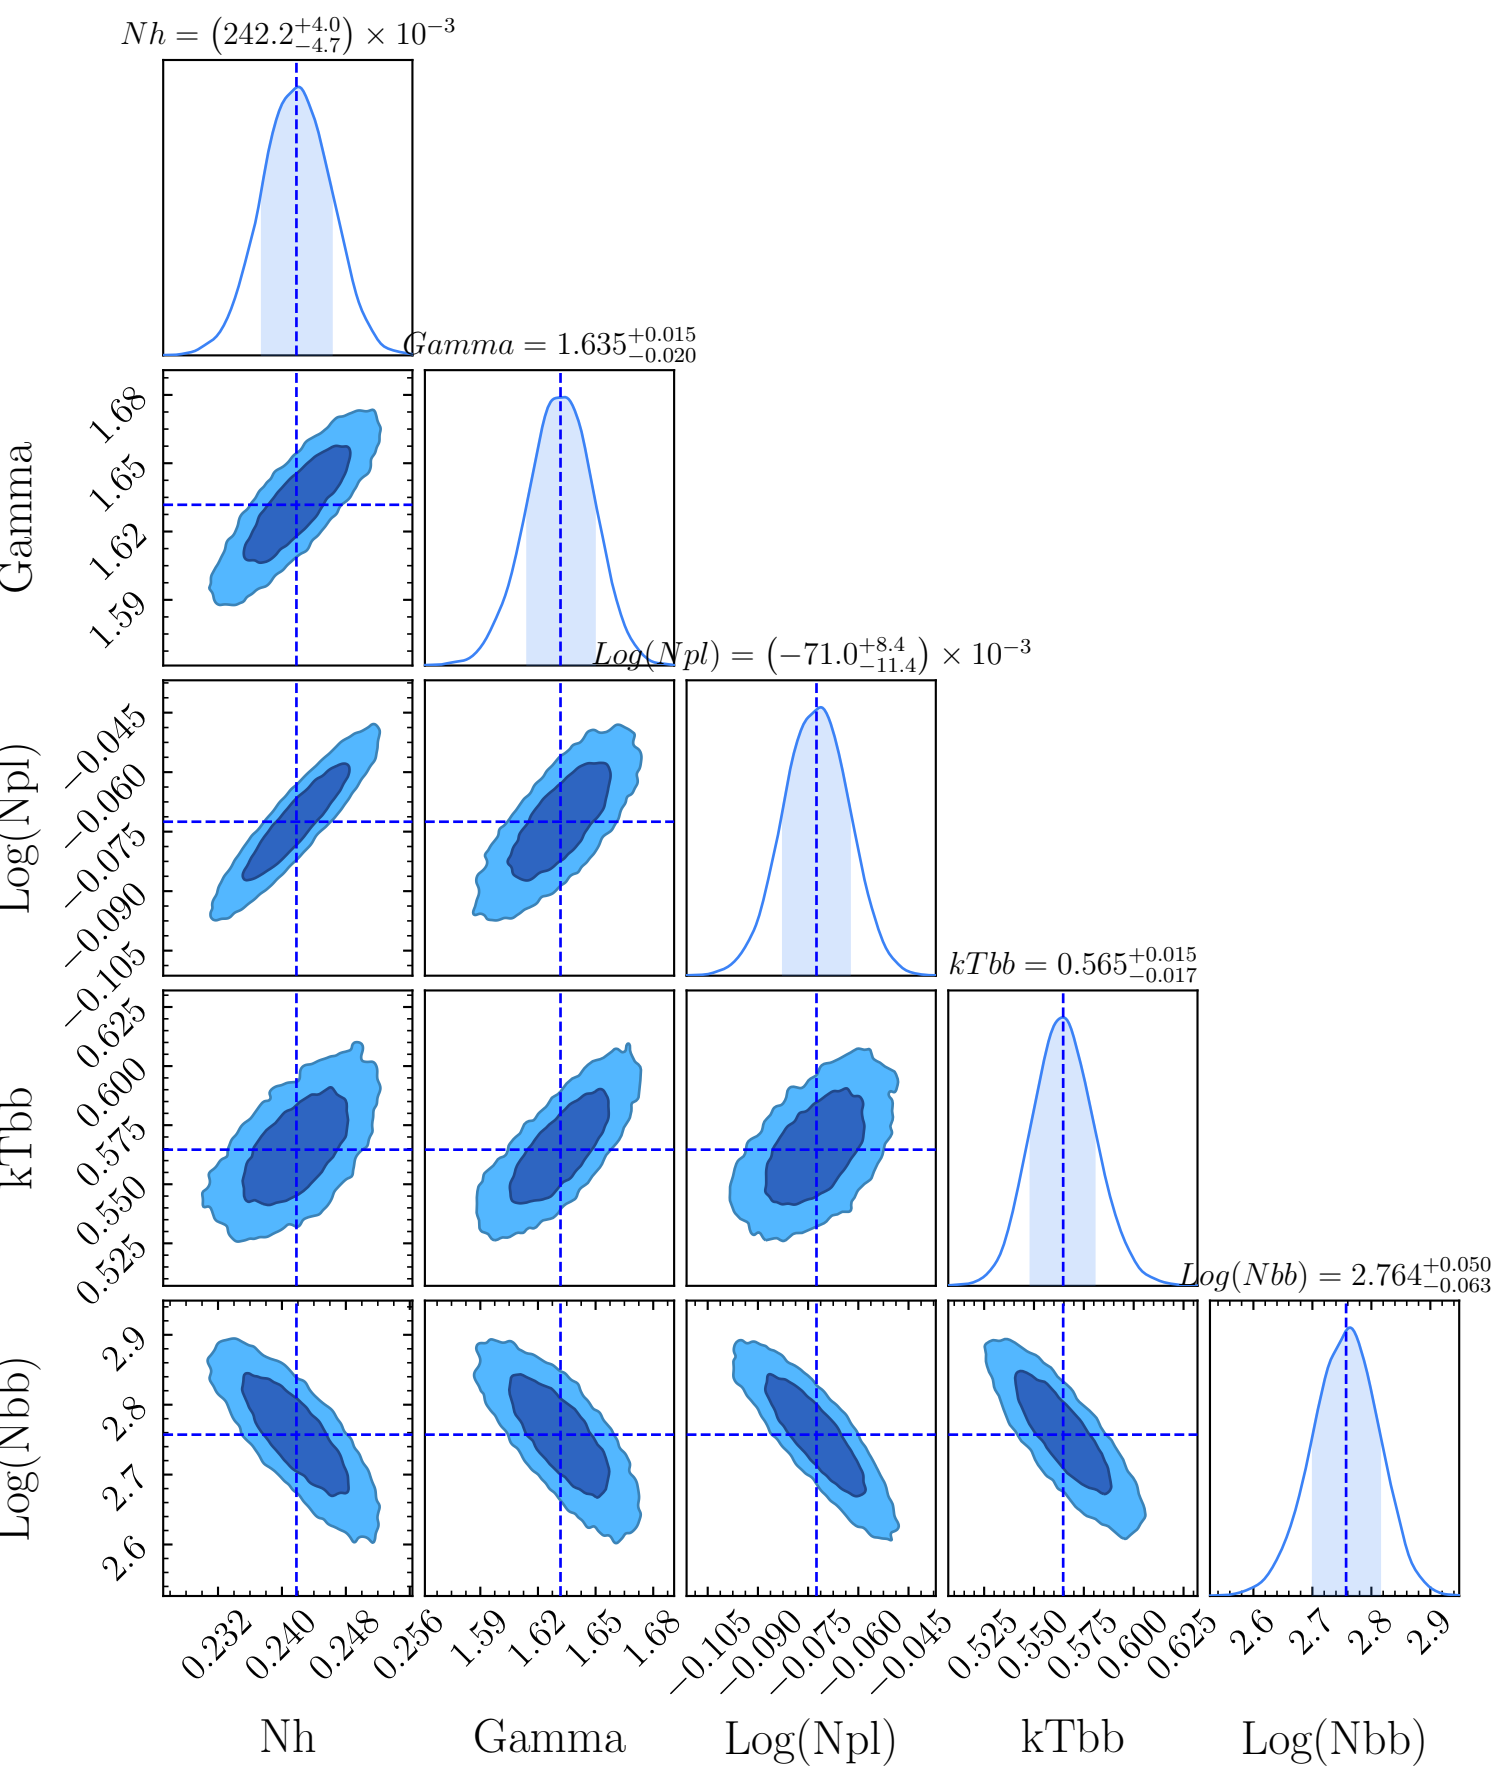 Nh = (242.2 +4.0 −4.7) × 10−3
Gamma = 1.635 +0.015 −0.020
1.68
1.65
1.62
1.59
Gamma
Log(Npl) = (−71.0 +8.4 −11.4) × 10−3
−0.045
−0.060
−0.075
−0.090
−0.105
Log(Npl)
kTbb = 0.565 +0.015 −0.017
0.625
0.600
0.575
0.550
0.525
kTbb
Log(Nbb) = 2.764 +0.050 −0.063
2.9
2.8
2.7
2.6
Log(Nbb)
0.232 0.240 0.248 0.256 1.59 1.62 1.65 1.68 −0.105 −0.090 −0.075 −0.060 −0.045 0.525 0.550 0.575 0.600 0.625 2.6 2.7 2.8 2.9
Nh Gamma Log(Npl) kTbb Log(Nbb)